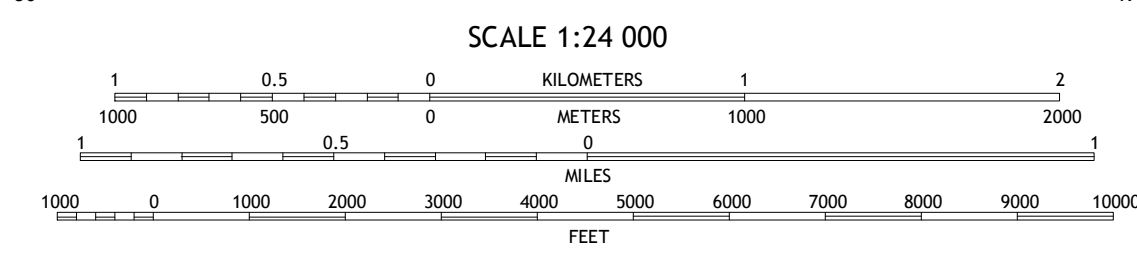 SCALE 1:24 000
1 0.5 0 KILOMETERS 1 2
1000 500 0 METERS 1000 2000
1 0.5 0 1
MILES
1000 0 1000 2000 3000 4000 5000 6000 7000 8000 9000 10000
FEET